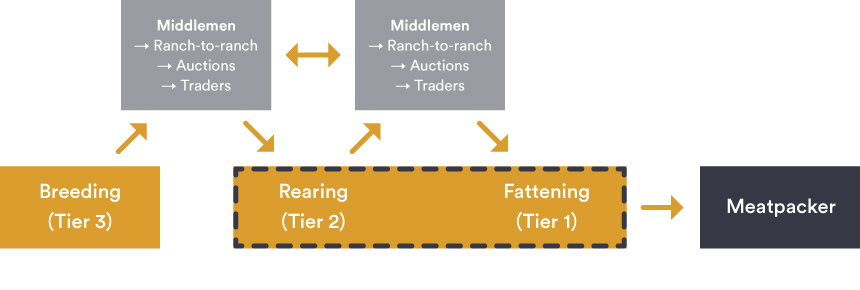 Middlemen
→ Ranch-to-ranch
→ Auctions
→ Traders
Middlemen
→ Ranch-to-ranch
→ Auctions
→ Traders
Breeding
(Tier 3)
Rearing
(Tier 2)
Fattening
(Tier 1)
Meatpacker